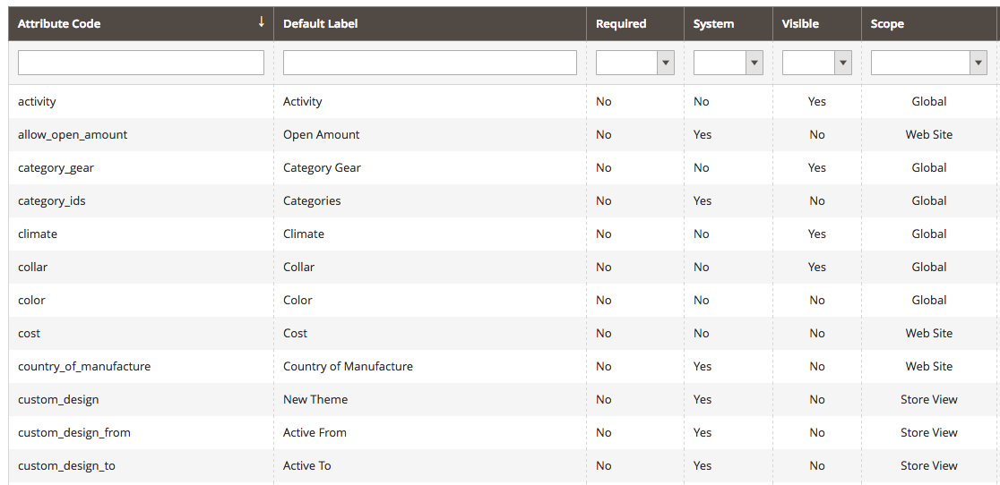 Attribute Code ↓ Default Label Required System Visible Scope
activity Activity No No Yes Global
allow_open_amount Open Amount No Yes No Web Site
category_gear Category Gear No No Yes Global
category_ids Categories No Yes No Global
climate Climate No No Yes Global
collar Collar No No Yes Global
color Color No No No Global
cost Cost No No No Web Site
country_of_manufacture Country of Manufacture No Yes No Web Site
custom_design New Theme No Yes No Store View
custom_design_from Active From No Yes No Store View
custom_design_to Active To No Yes No Store View